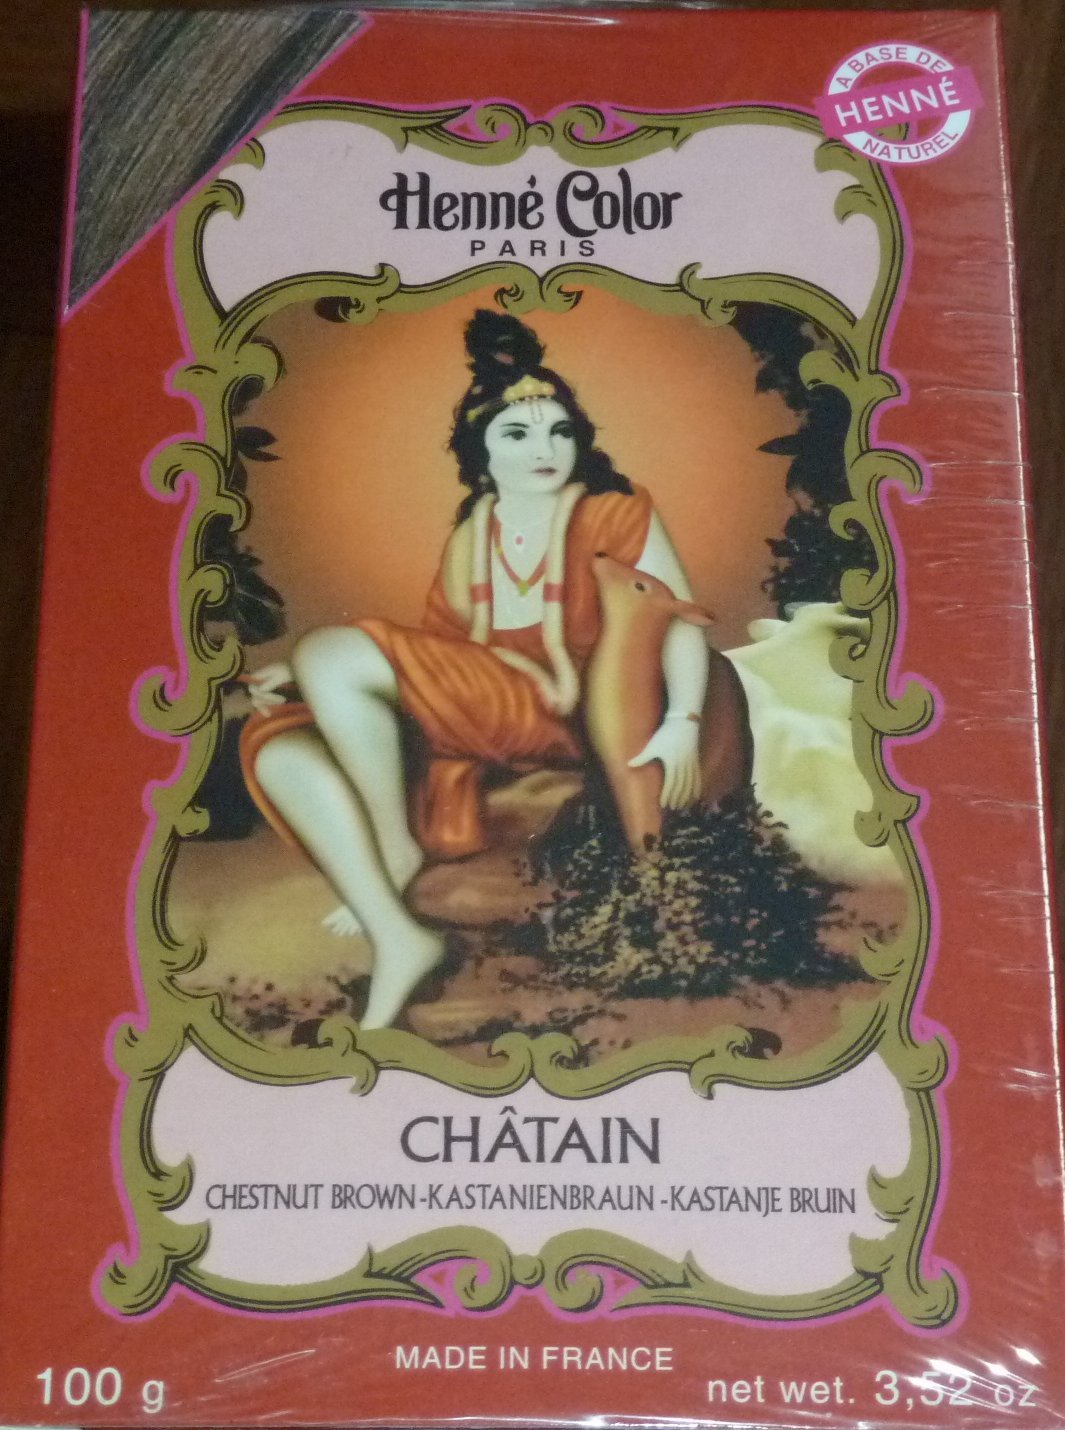 A BASE DE
HENNÉ
NATUREL
Henné Color
PARIS
CHÂTAIN
CHESTNUT BROWN-KASTANIENBRAUN-KASTANJE BRUIN
MADE IN FRANCE
100 g
net wet. 3,52 oz